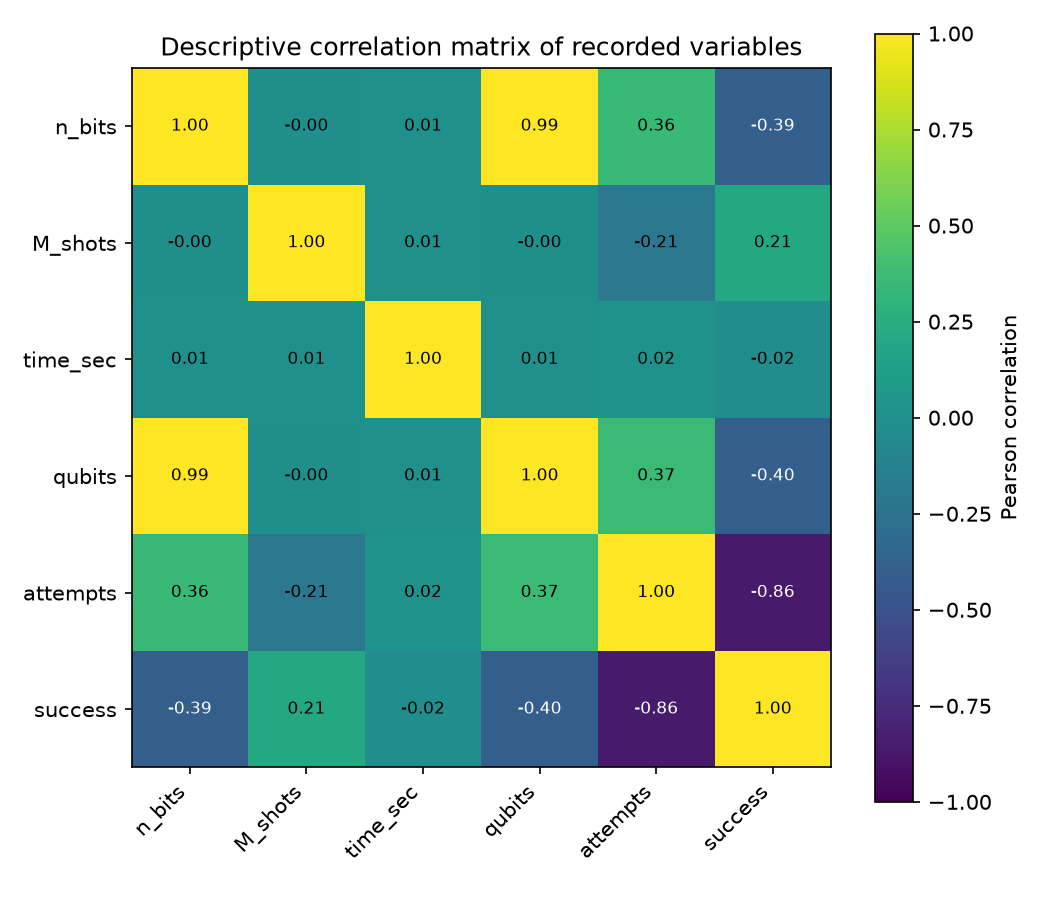 Descriptive correlation matrix of recorded variables
n_bits 1.00 -0.00 0.01 0.99 0.36 -0.39
M_shots -0.00 1.00 0.01 -0.00 -0.21 0.21
time_sec 0.01 0.01 1.00 0.01 0.02 -0.02
qubits 0.99 -0.00 0.01 1.00 0.37 -0.40
attempts 0.36 -0.21 0.02 0.37 1.00 -0.86
success -0.39 0.21 -0.02 -0.40 -0.86 1.00
n_bits M_shots time_sec qubits attempts success
1.00
0.75
0.50
0.25
0.00
−0.25
−0.50
−0.75
−1.00
Pearson correlation